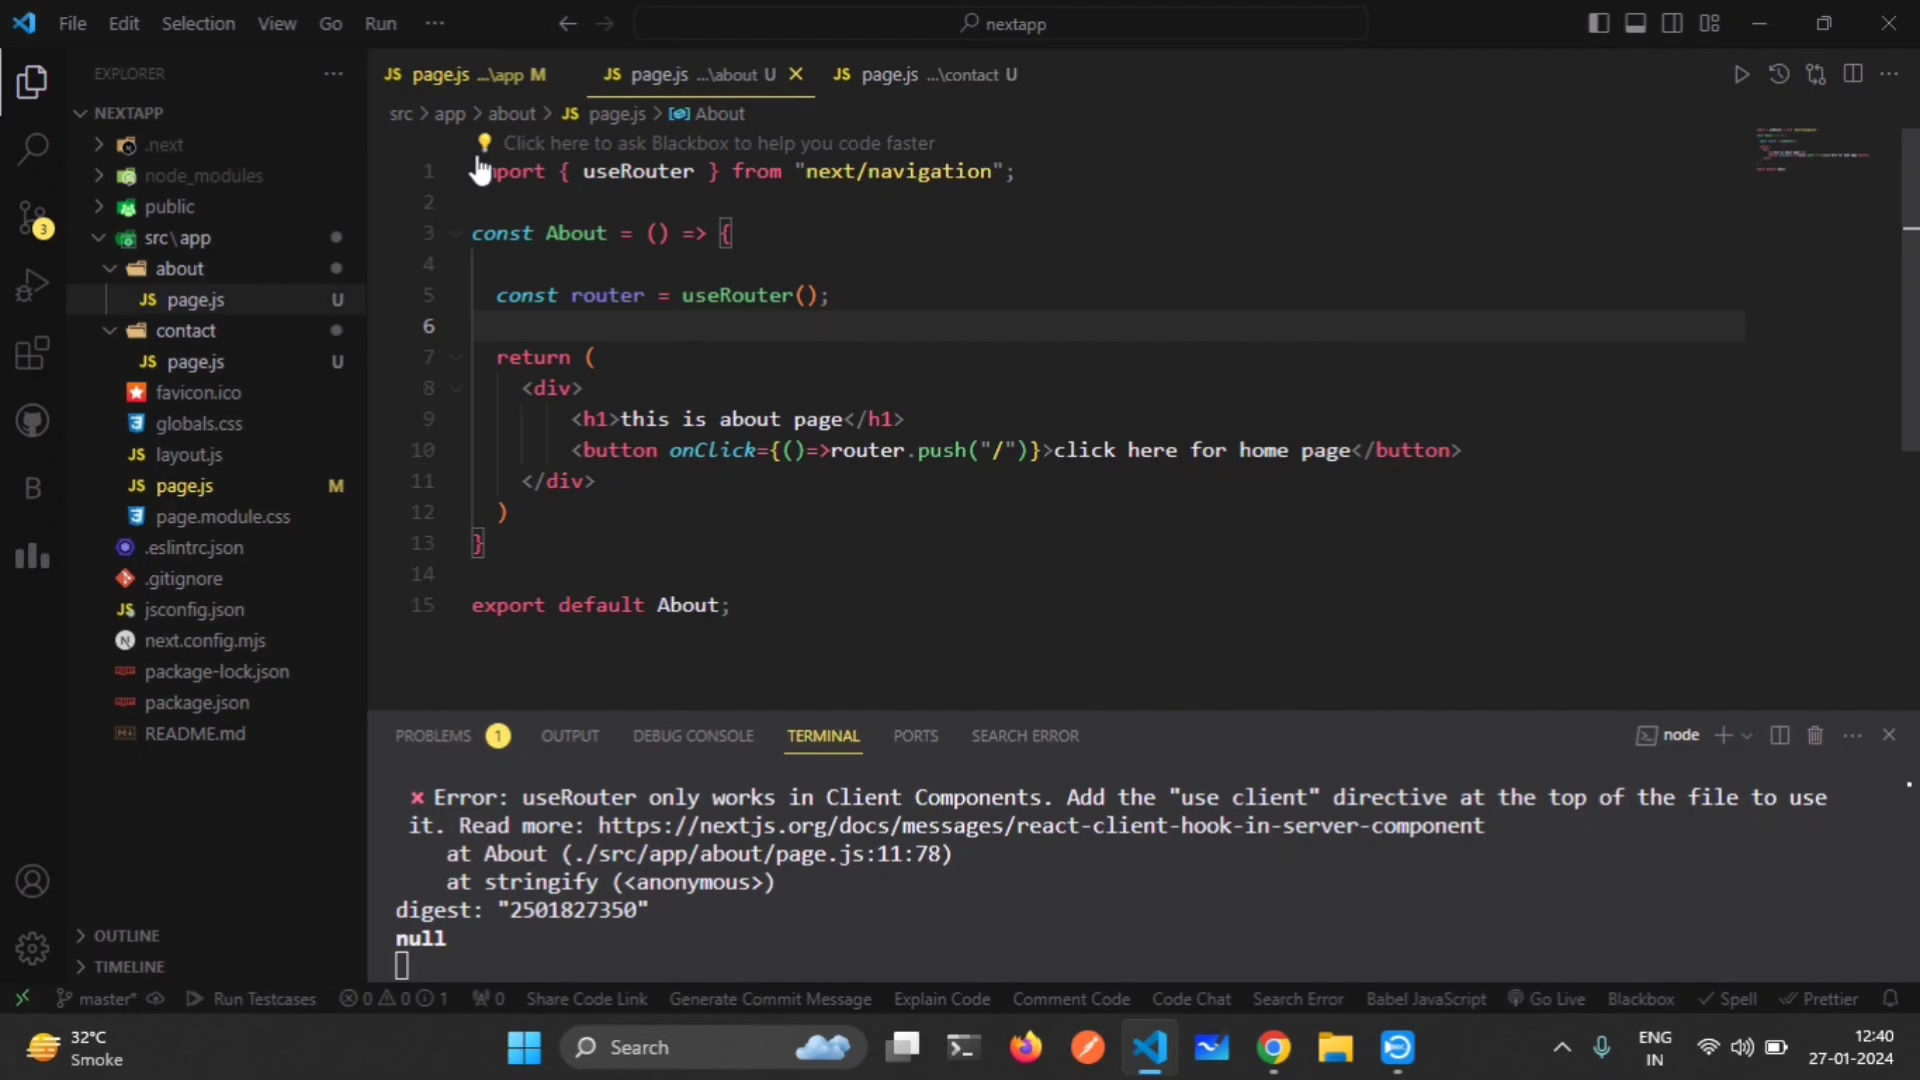 File Edit Selection View Go Run ··· nextapp
EXPLORER ···
NEXTAPP
.next
node_modules
public
src\app
about
JS page.js U
contact
JS page.js U
favicon.ico
globals.css
JS layout.js
JS page.js M
page.module.css
.eslintrc.json
.gitignore
JS jsconfig.json
N next.config.mjs
package-lock.json
package.json
README.md
OUTLINE
TIMELINE
B
3
JS page.js ...\app M JS page.js ...\about U JS page.js ...\contact U
src > app > about > JS page.js > About
Click here to ask Blackbox to help you code faster
1 port { useRouter } from "next/navigation";
2
3 const About = () => {
4
5 const router = useRouter();
6
7 return (
8 <div>
9 <h1>this is about page</h1>
10 <button onClick={()=>router.push("/")}>click here for home page</button>
11 </div>
12 )
13 }
14
15 export default About;
PROBLEMS 1 OUTPUT DEBUG CONSOLE TERMINAL PORTS SEARCH ERROR node
× Error: useRouter only works in Client Components. Add the "use client" directive at the top of the file to use
it. Read more: https://nextjs.org/docs/messages/react-client-hook-in-server-component
at About (./src/app/about/page.js:11:78)
at stringify (<anonymous>)
digest: "2501827350"
null
master* Run Testcases 0 0 1 0 Share Code Link Generate Commit Message Explain Code Comment Code Code Chat Search Error Babel JavaScript Go Live Blackbox Spell Prettier
32°C
Smoke
Search
ENG
IN
12:40
27-01-2024